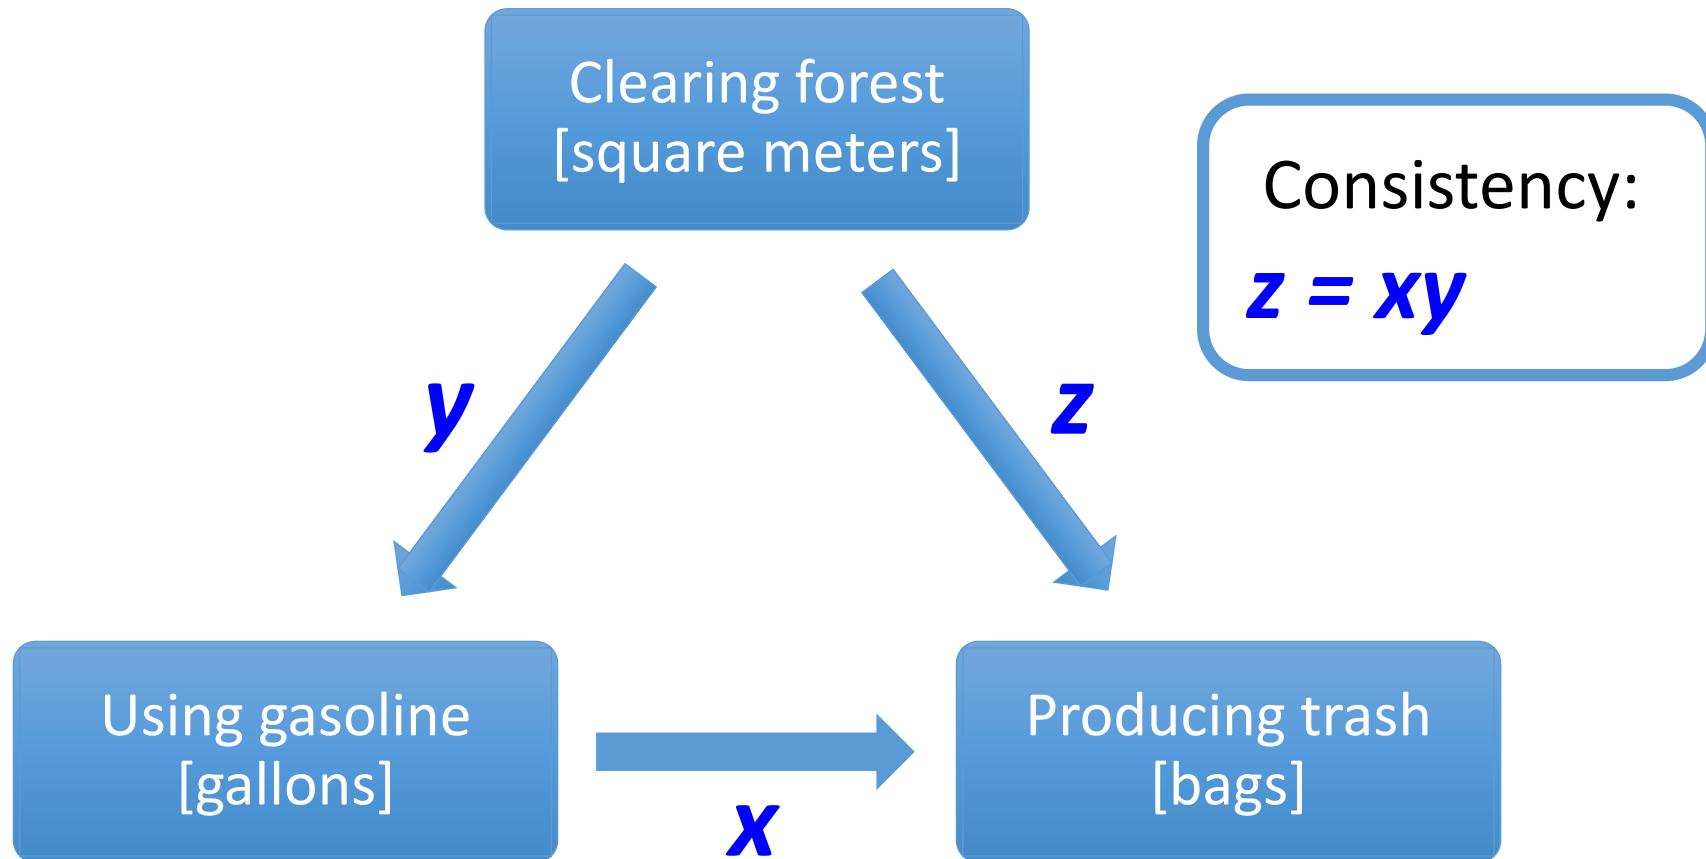 Clearing forest
[square meters]
Consistency:
z = xy
y
z
Using gasoline
[gallons]
x
Producing trash
[bags]